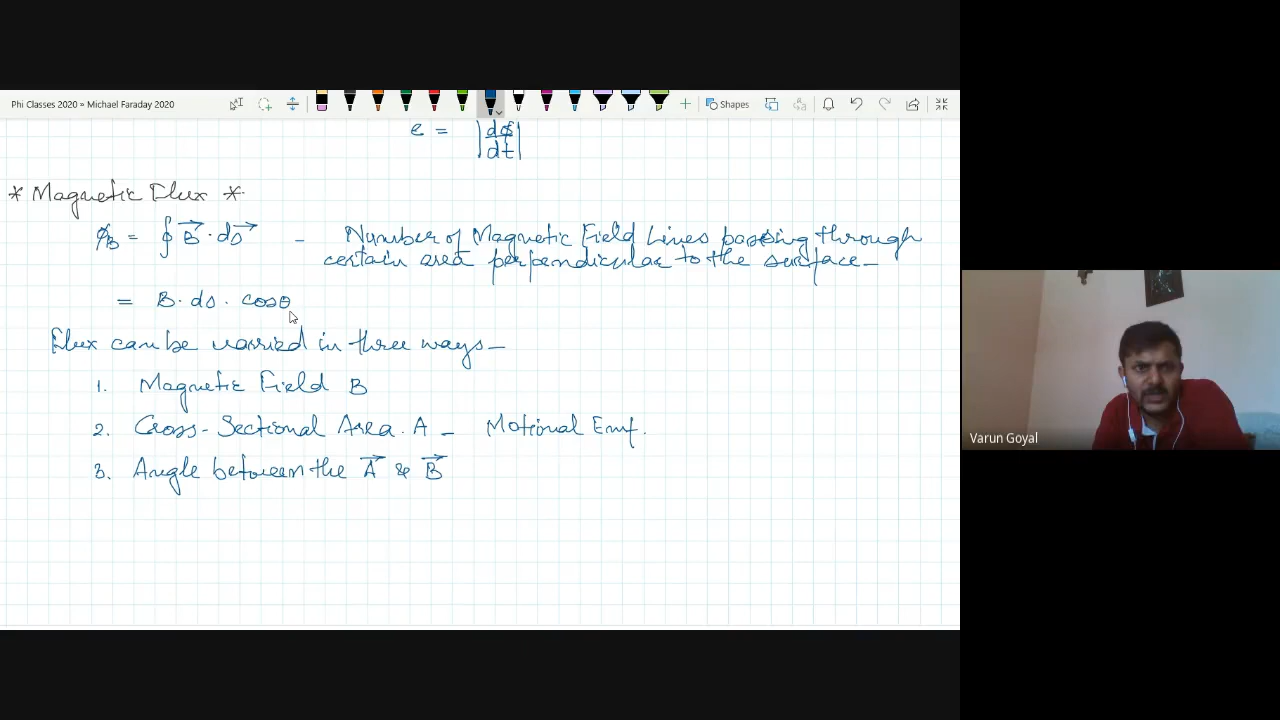 Phi Classes 2020 » Michael Faraday 2020
Shapes
e = |dφ/dt|
* Magnetic Flux *
φB = ∮ B⃗ · ds⃗ - Number of Magnetic Field Lines passing through
certain area perpendicular to the surface –
= B · ds · cosθ
Flux can be varried in three ways –
1. Magnetic Field B
2. Cross-Sectional Area. A – Motional Emf.
3. Angle between the A⃗ & B⃗
Varun Goyal